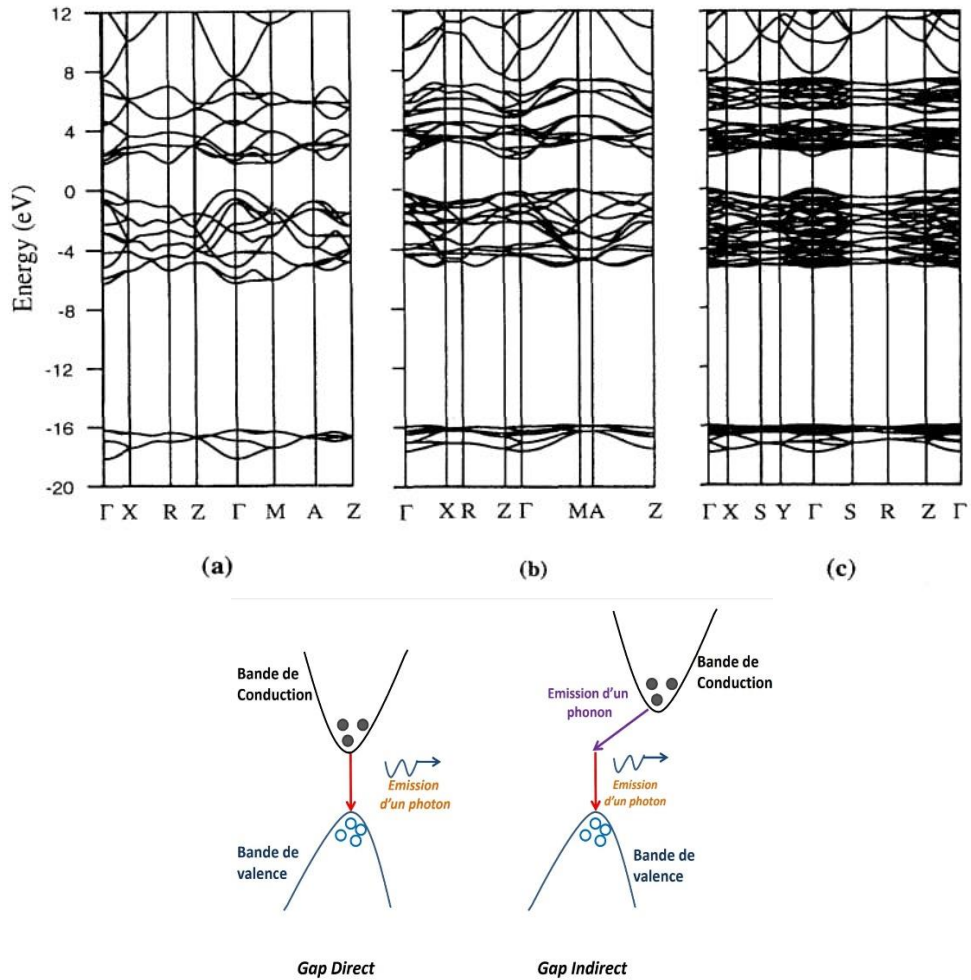 Energy (eV)
12
8
4
0
-4
-8
-12
-16
-20
Γ X R Z Γ M A Z
Γ X R Z Γ M A Z
Γ X S Y Γ S R Z Γ
(a)
(b)
(c)
Bande de
Conduction
Emission
d'un photon
Bande de
valence
Gap Direct
Emission d'un
phonon
Bande de
Conduction
Emission
d'un photon
Bande de
valence
Gap Indirect